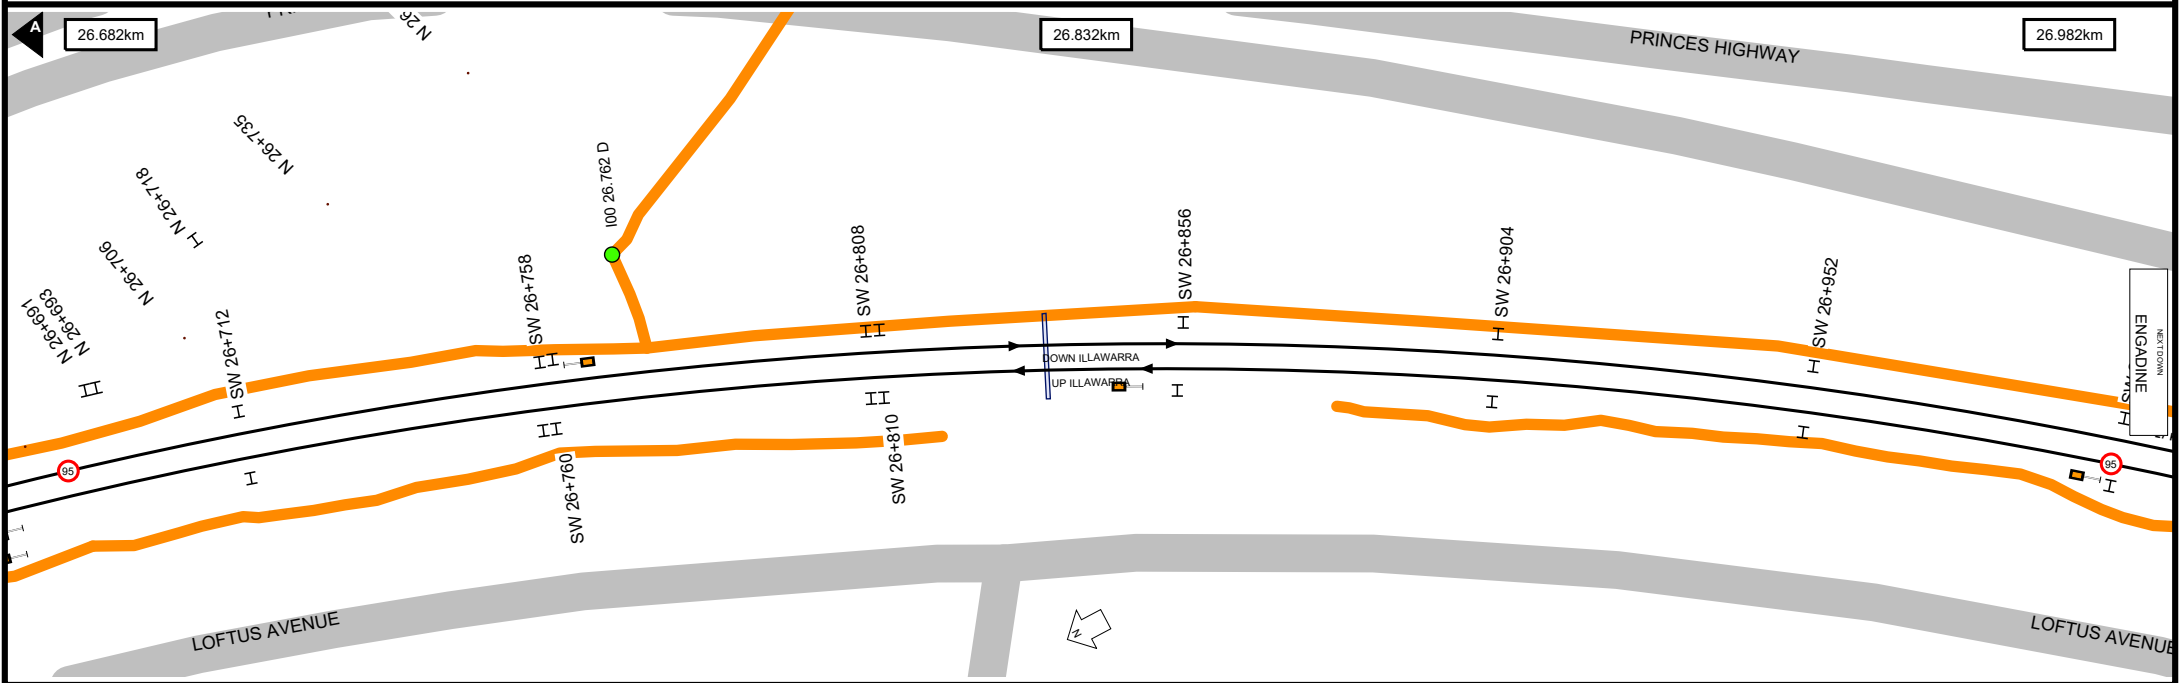 A
26.682km
26.832km
26.982km
N 26
PRINCES HIGHWAY
N 26+735
N 26+718
N 26+706
N 26+693
N 26+691
I00 26.762 D
SW 26+712
SW 26+758
SW 26+808
SW 26+856
SW 26+904
SW 26+952
NEXT DOWN
ENGADINE
DOWN ILLAWARRA
UP ILLAWARRA
95
95
SW 26+760
SW 26+810
LOFTUS AVENUE
LOFTUS AVENUE
N